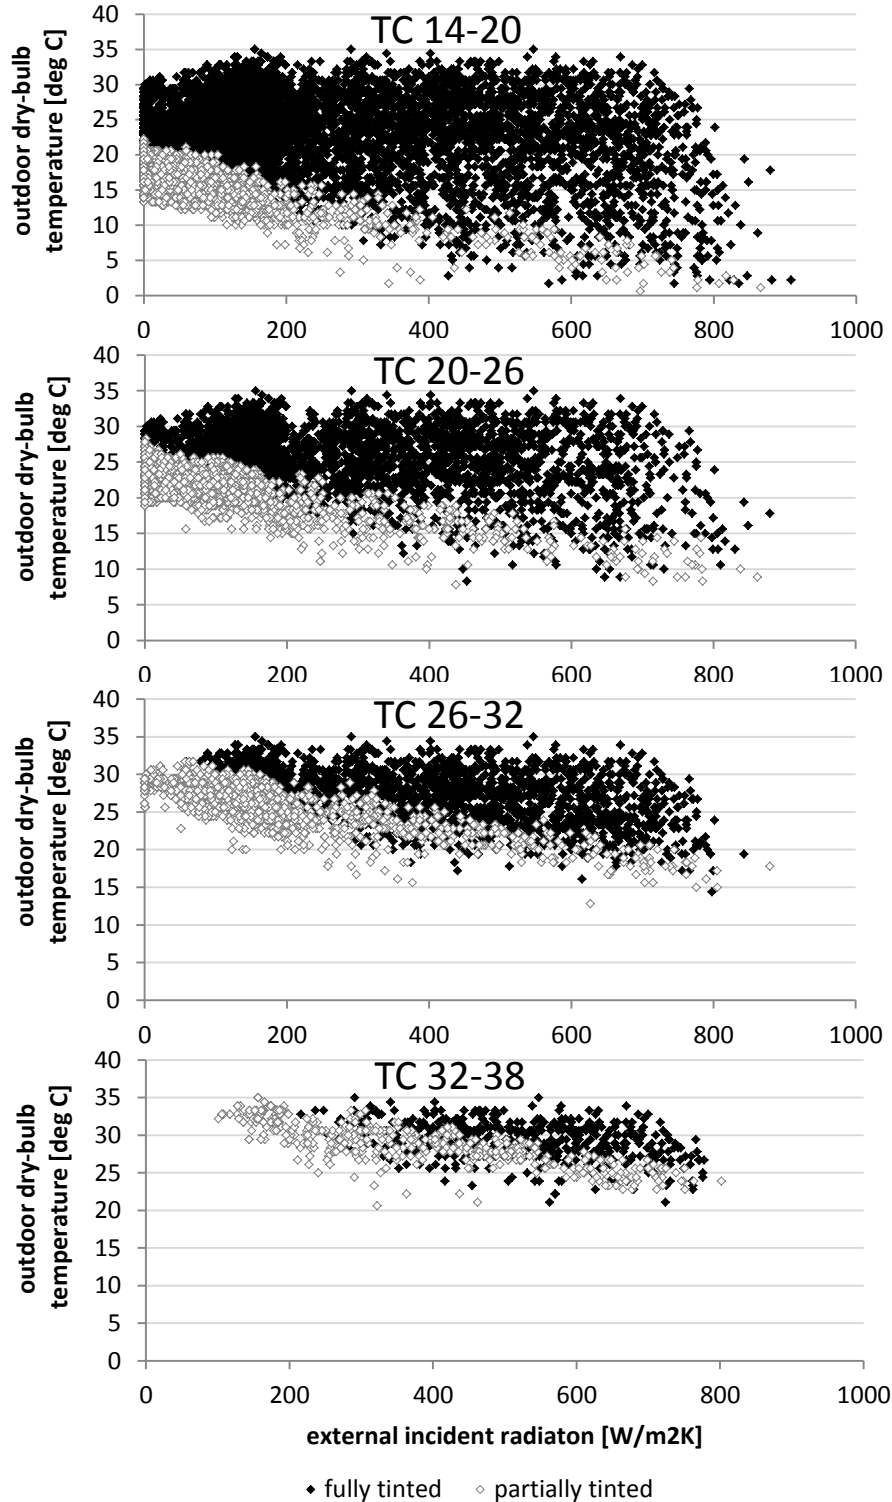 TC 14-20
outdoor dry-bulb
temperature [deg C]
40
35
30
25
20
15
10
5
0
0 200 400 600 800 1000
TC 20-26
outdoor dry-bulb
temperature [deg C]
40
35
30
25
20
15
10
5
0
0 200 400 600 800 1000
TC 26-32
outdoor dry-bulb
temperature [deg C]
40
35
30
25
20
15
10
5
0
0 200 400 600 800 1000
TC 32-38
outdoor dry-bulb
temperature [deg C]
40
35
30
25
20
15
10
5
0
0 200 400 600 800 1000
external incident radiaton [W/m2K]
fully tinted partially tinted